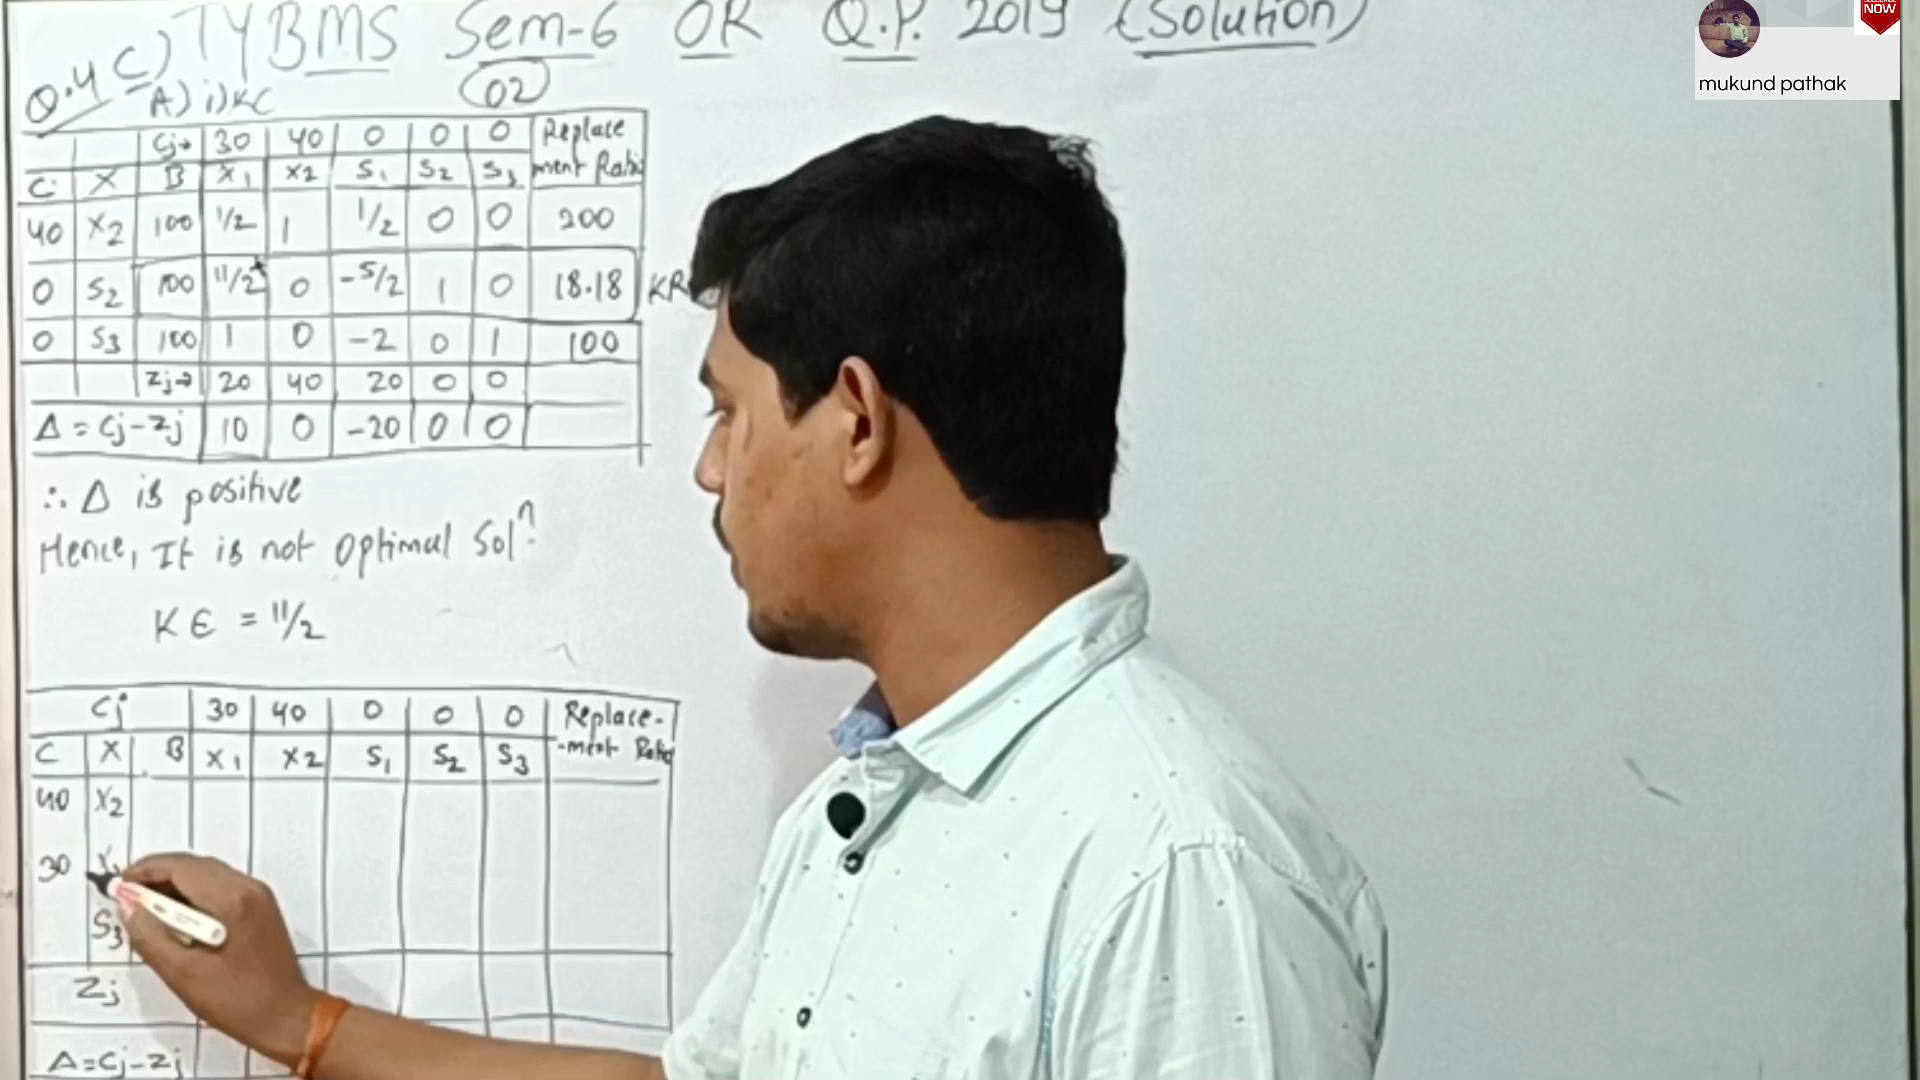 TYBMS Sem-6 OR Q.P. 2019 (Solution)
Q.4 C)
A) i) KC
02
Cj→ 30 40 0 0 0 Replace
C X B X1 X2 S1 S2 S3 ment Ratio
40 X2 100 1/2 1 1/2 0 0 200
0 S2 100 11/2* 0 -5/2 1 0 18.18 KR
0 S3 100 1 0 -2 0 1 100
Zj→ 20 40 20 0 0
Δ = Cj-Zj 10 0 -20 0 0
∴ Δ is positive
Hence, It is not Optimal Solⁿ.
KE = 11/2
Cj 30 40 0 0 0 Replace-
C X B X1 X2 S1 S2 S3 -ment Ratio
40 X2
30 X1
S3
Zj
Δ=Cj-Zj
NOW
mukund pathak